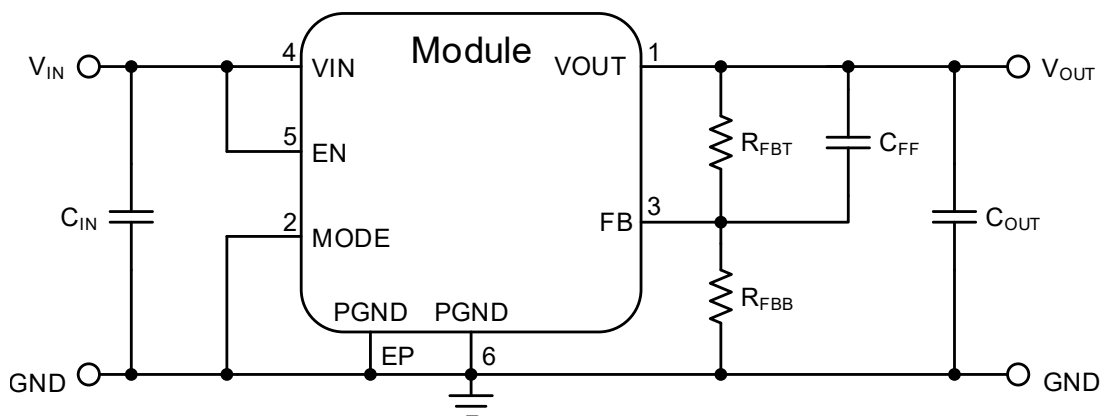 Module
V_IN
4
VIN
VOUT
1
V_OUT
5
EN
R_FBT
C_FF
C_IN
2
MODE
FB
3
C_OUT
R_FBB
PGND
PGND
EP
6
GND
GND